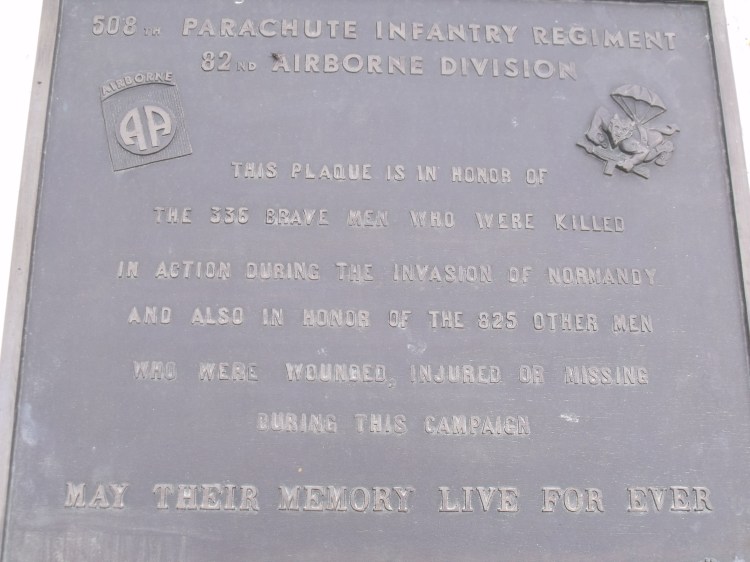 508TH PARACHUTE INFANTRY REGIMENT
82ND AIRBORNE DIVISION
AIRBORNE
AA
THIS PLAQUE IS IN HONOR OF
THE 336 BRAVE MEN WHO WERE KILLED
IN ACTION DURING THE INVASION OF NORMANDY
AND ALSO IN HONOR OF THE 825 OTHER MEN
WHO WERE WOUNDED, INJURED OR MISSING
DURING THIS CAMPAIGN
MAY THEIR MEMORY LIVE FOR EVER